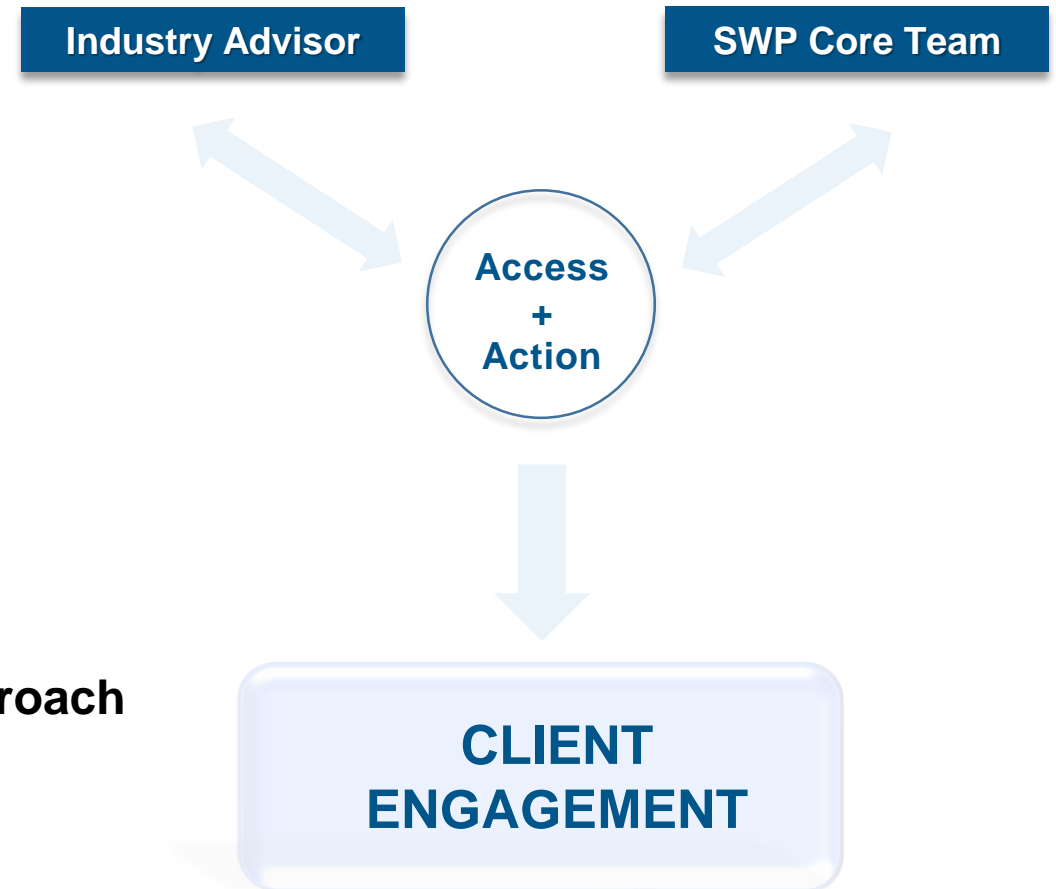 Industry Advisor
SWP Core Team
Access
+
Action
roach
CLIENT
ENGAGEMENT